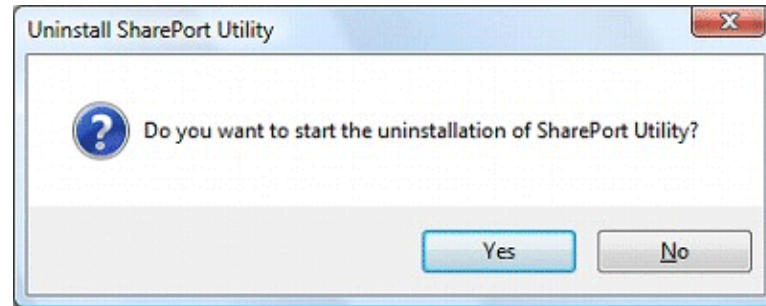 Uninstall SharePort Utility
Do you want to start the uninstallation of SharePort Utility?
Yes
No